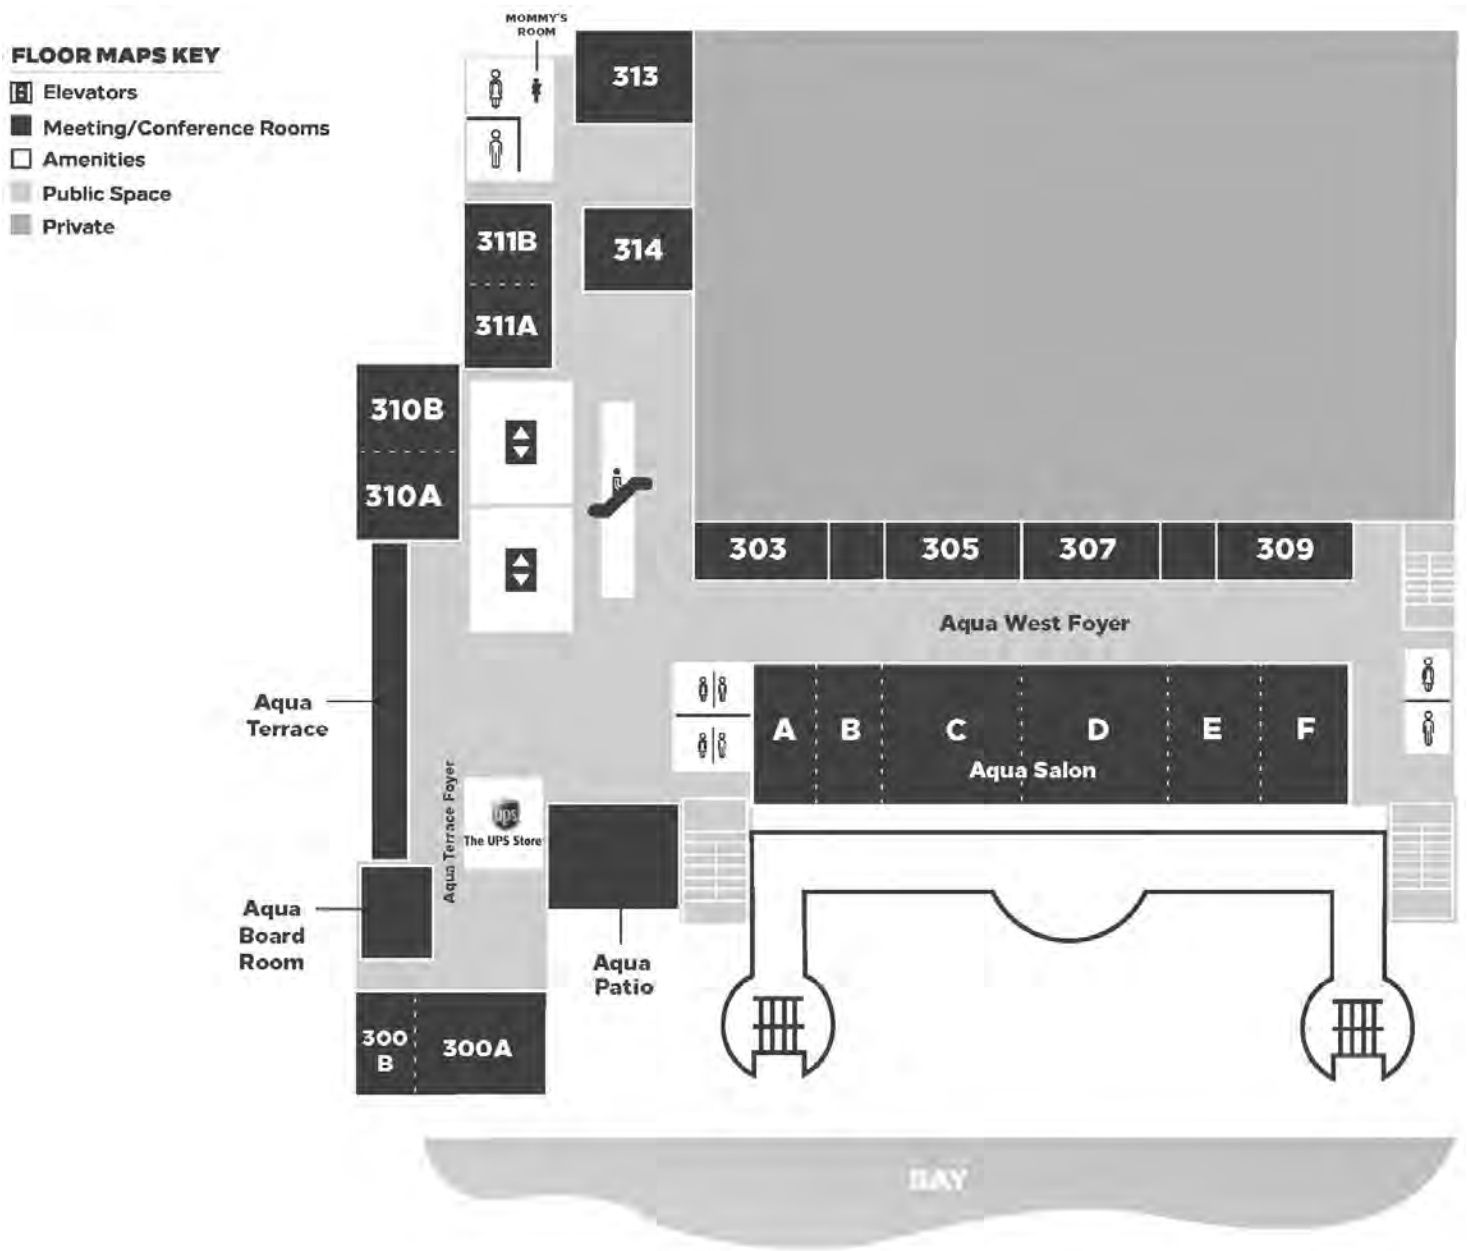 MOMMY'S
ROOM
FLOOR MAPS KEY
Elevators
Meeting/Conference Rooms
Amenities
Public Space
Private
313
311B
314
311A
310B
310A
303
305
307
309
Aqua West Foyer
Aqua
Terrace
A
B
C
D
E
F
Aqua Salon
Aqua Terrace Foyer
ups
The UPS Store
Aqua
Board
Room
Aqua
Patio
300
B
300A
BAY